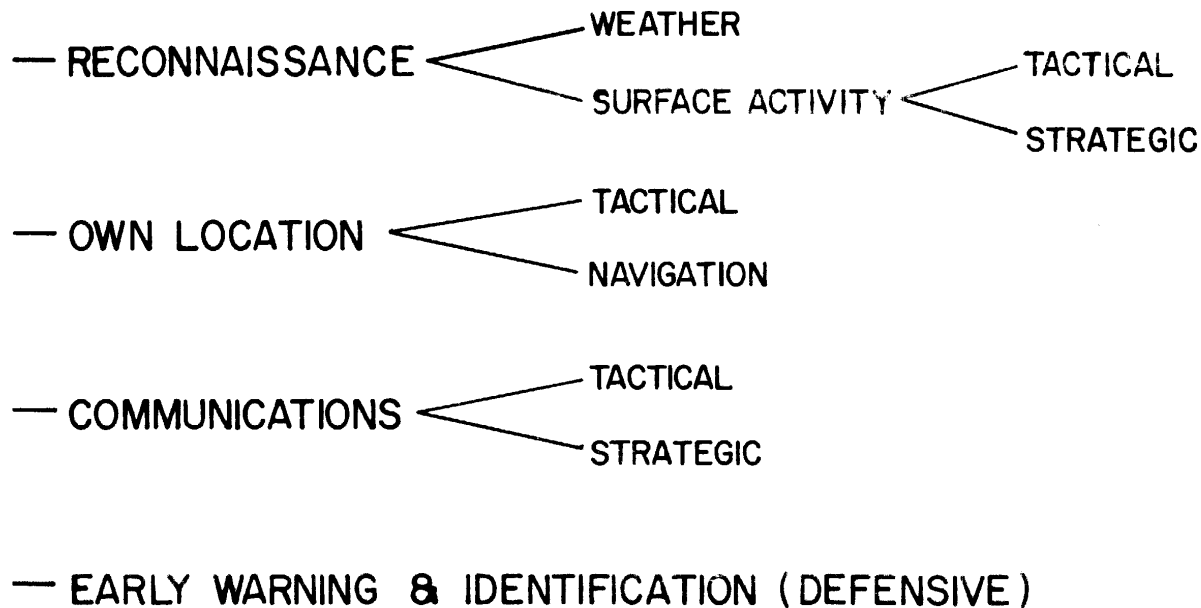 — RECONNAISSANCE
WEATHER
SURFACE ACTIVITY
TACTICAL
STRATEGIC
— OWN LOCATION
TACTICAL
NAVIGATION
— COMMUNICATIONS
TACTICAL
STRATEGIC
— EARLY WARNING & IDENTIFICATION (DEFENSIVE)